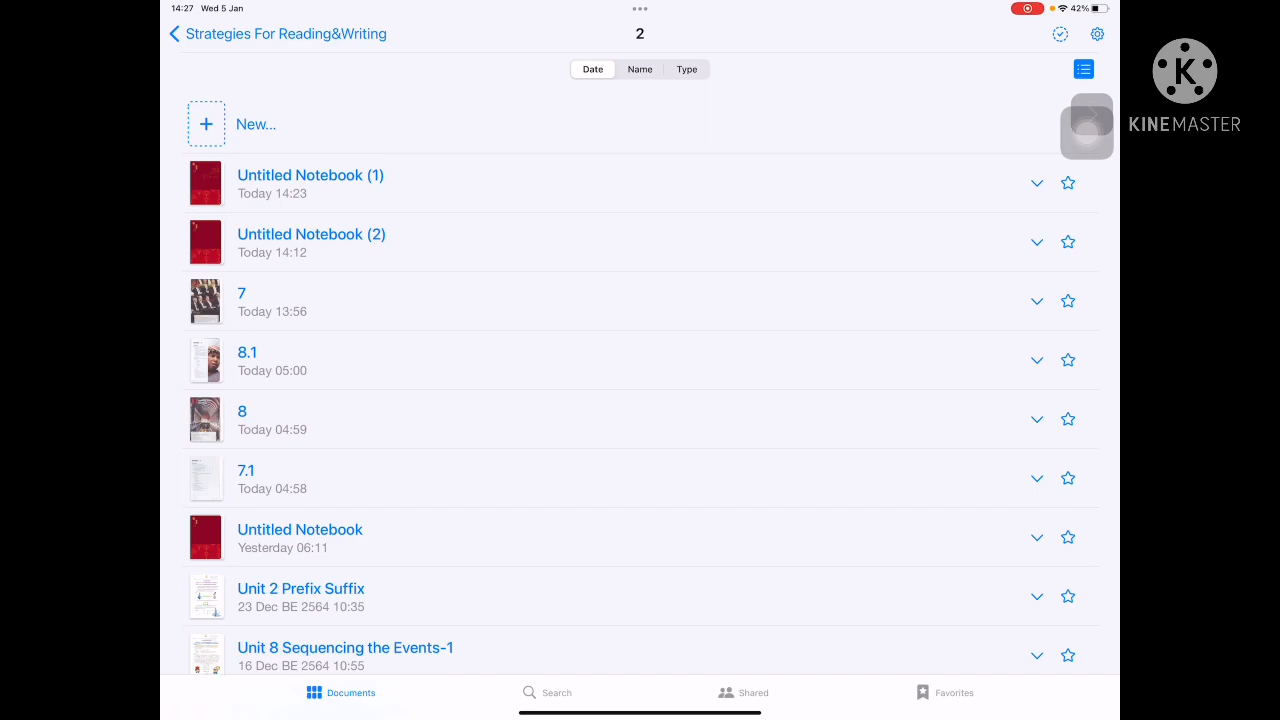 14:27 Wed 5 Jan
42%
Strategies For Reading&Writing
2
Date Name Type
K
KINEMASTER
New...
Untitled Notebook (1)
Today 14:23
Untitled Notebook (2)
Today 14:12
7
Today 13:56
8.1
Today 05:00
8
Today 04:59
7.1
Today 04:58
Untitled Notebook
Yesterday 06:11
Unit 2 Prefix Suffix
23 Dec BE 2564 10:35
Unit 8 Sequencing the Events-1
16 Dec BE 2564 10:55
Documents Search Shared Favorites